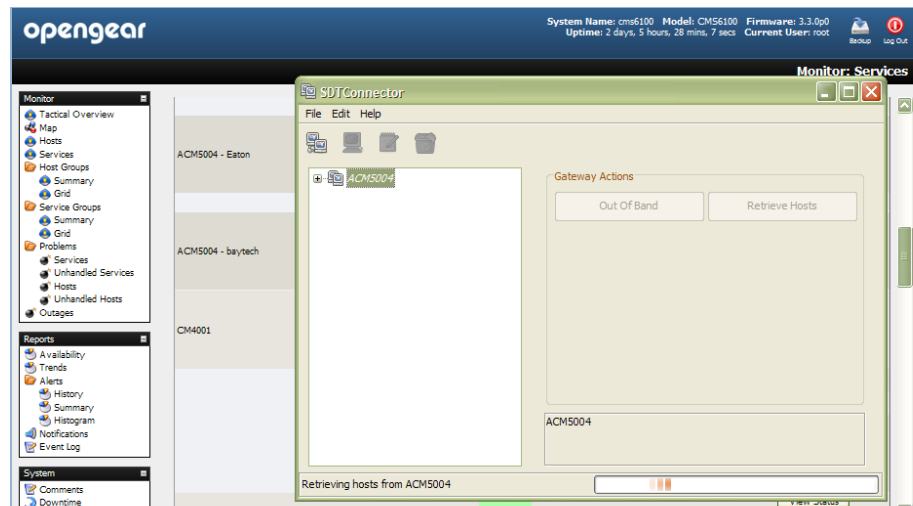 opengear
System Name: cms6100 Model: CMS6100 Firmware: 3.3.0p0
Uptime: 2 days, 5 hours, 28 mins, 7 secs Current User: root
Backup
Log Out
Monitor: Services
Monitor
Tactical Overview
Map
Hosts
Services
Host Groups
Summary
Grid
Service Groups
Summary
Grid
Problems
Services
Unhandled Services
Hosts
Unhandled Hosts
Outages
Reports
Availability
Trends
Alerts
History
Summary
Histogram
Notifications
Event Log
System
Comments
Downtime
ACM5004 - Eaton
ACM5004 - baytech
CM4001
SDTConnector
File Edit Help
ACM5004
Gateway Actions
Out Of Band
Retrieve Hosts
ACM5004
Retrieving hosts from ACM5004
View Status